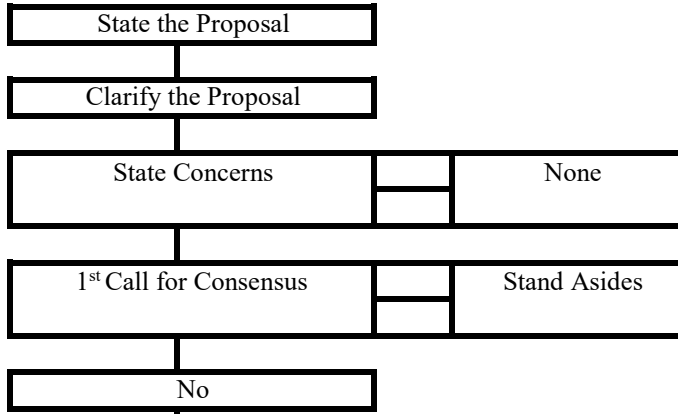 State the Proposal
Clarify the Proposal
State Concerns
None
1st Call for Consensus
Stand Asides
No